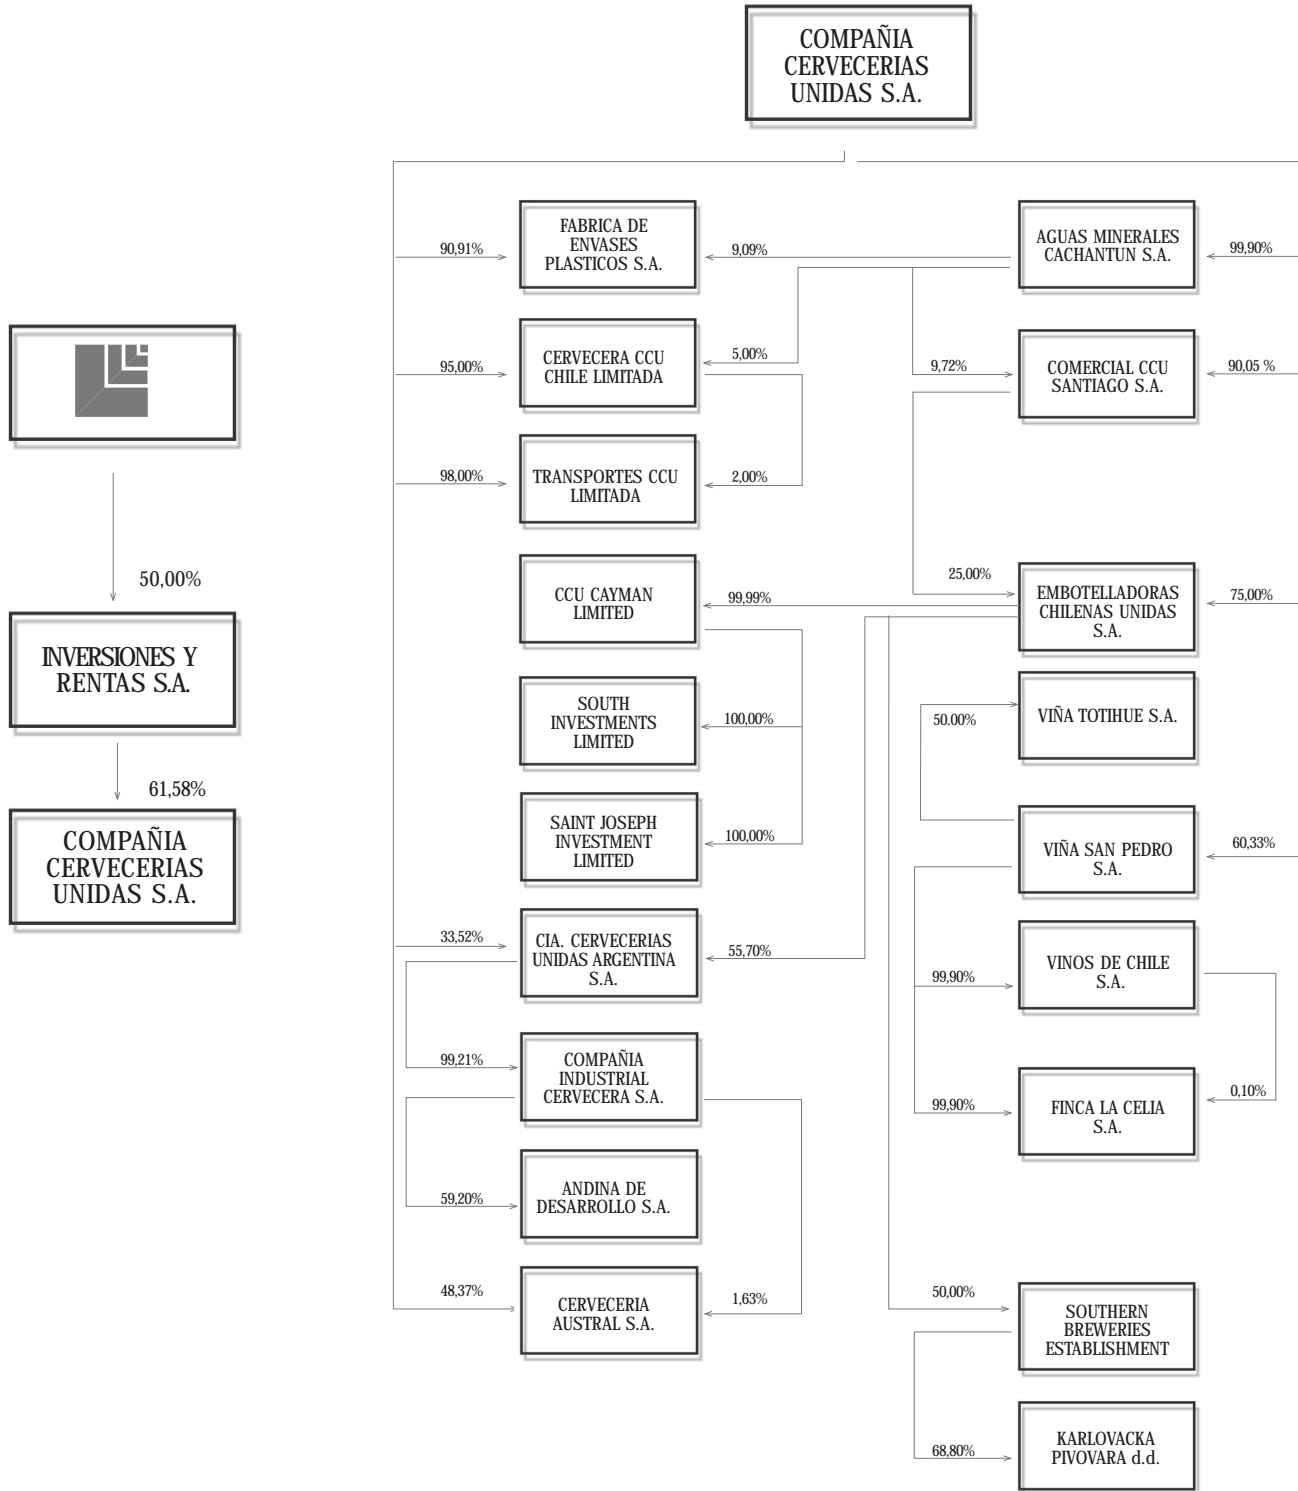 COMPAÑIA
CERVECERIAS
UNIDAS S.A.
50,00%
INVERSIONES Y
RENTAS S.A.
61,58%
COMPAÑIA
CERVECERIAS
UNIDAS S.A.
90,91%
FABRICA DE
ENVASES
PLASTICOS S.A.
9,09%
AGUAS MINERALES
CACHANTUN S.A.
99,90%
95,00%
CERVECERA CCU
CHILE LIMITADA
5,00%
9,72%
COMERCIAL CCU
SANTIAGO S.A.
90,05 %
98,00%
TRANSPORTES CCU
LIMITADA
2,00%
CCU CAYMAN
LIMITED
99,99%
25,00%
EMBOTELLADORAS
CHILENAS UNIDAS
S.A.
75,00%
SOUTH
INVESTMENTS
LIMITED
100,00%
50.00%
VIÑA TOTIHUE S.A.
SAINT JOSEPH
INVESTMENT
LIMITED
100,00%
VIÑA SAN PEDRO
S.A.
60,33%
33,52%
CIA. CERVECERIAS
UNIDAS ARGENTINA
S.A.
55,70%
99,90%
VINOS DE CHILE
S.A.
99,21%
COMPAÑIA
INDUSTRIAL
CERVECERA S.A.
99,90%
FINCA LA CELIA
S.A.
0,10%
59,20%
ANDINA DE
DESARROLLO S.A.
48,37%
CERVECERIA
AUSTRAL S.A.
1,63%
50,00%
SOUTHERN
BREWERIES
ESTABLISHMENT
68,80%
KARLOVACKA
PIVOVARA d.d.